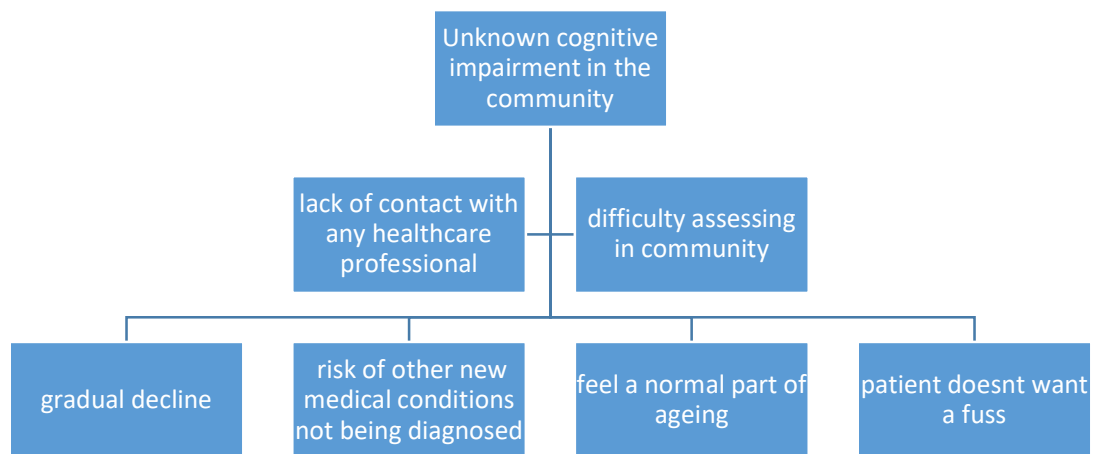 Unknown cognitive
impairment in the
community
lack of contact with
any healthcare
professional
difficulty assessing
in community
gradual decline
risk of other new
medical conditions
not being diagnosed
feel a normal part of
ageing
patient doesnt want
a fuss